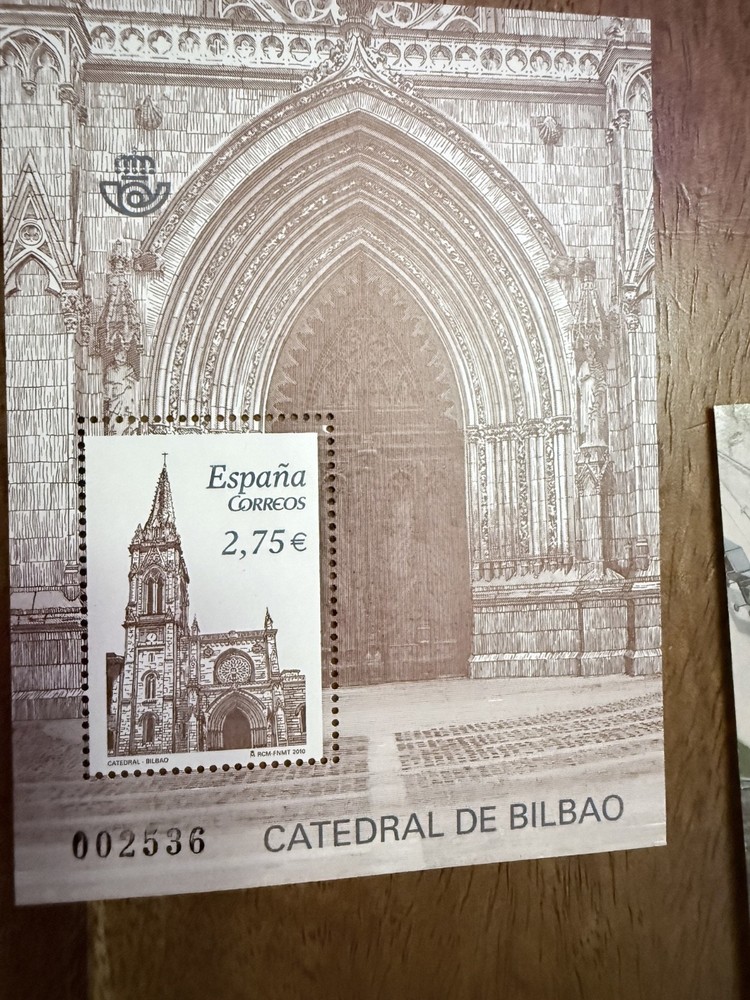 España
CORREOS
2,75€
CATEDRAL - BILBAO
RCM-FNMT 2010
002536
CATEDRAL DE BILBAO